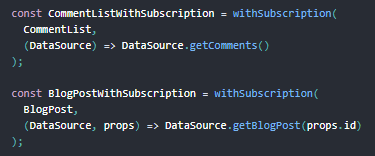 const CommentListWithSubscription = withSubscription(
  CommentList,
  (DataSource) => DataSource.getComments()
);

const BlogPostWithSubscription = withSubscription(
  BlogPost,
  (DataSource, props) => DataSource.getBlogPost(props.id)
);